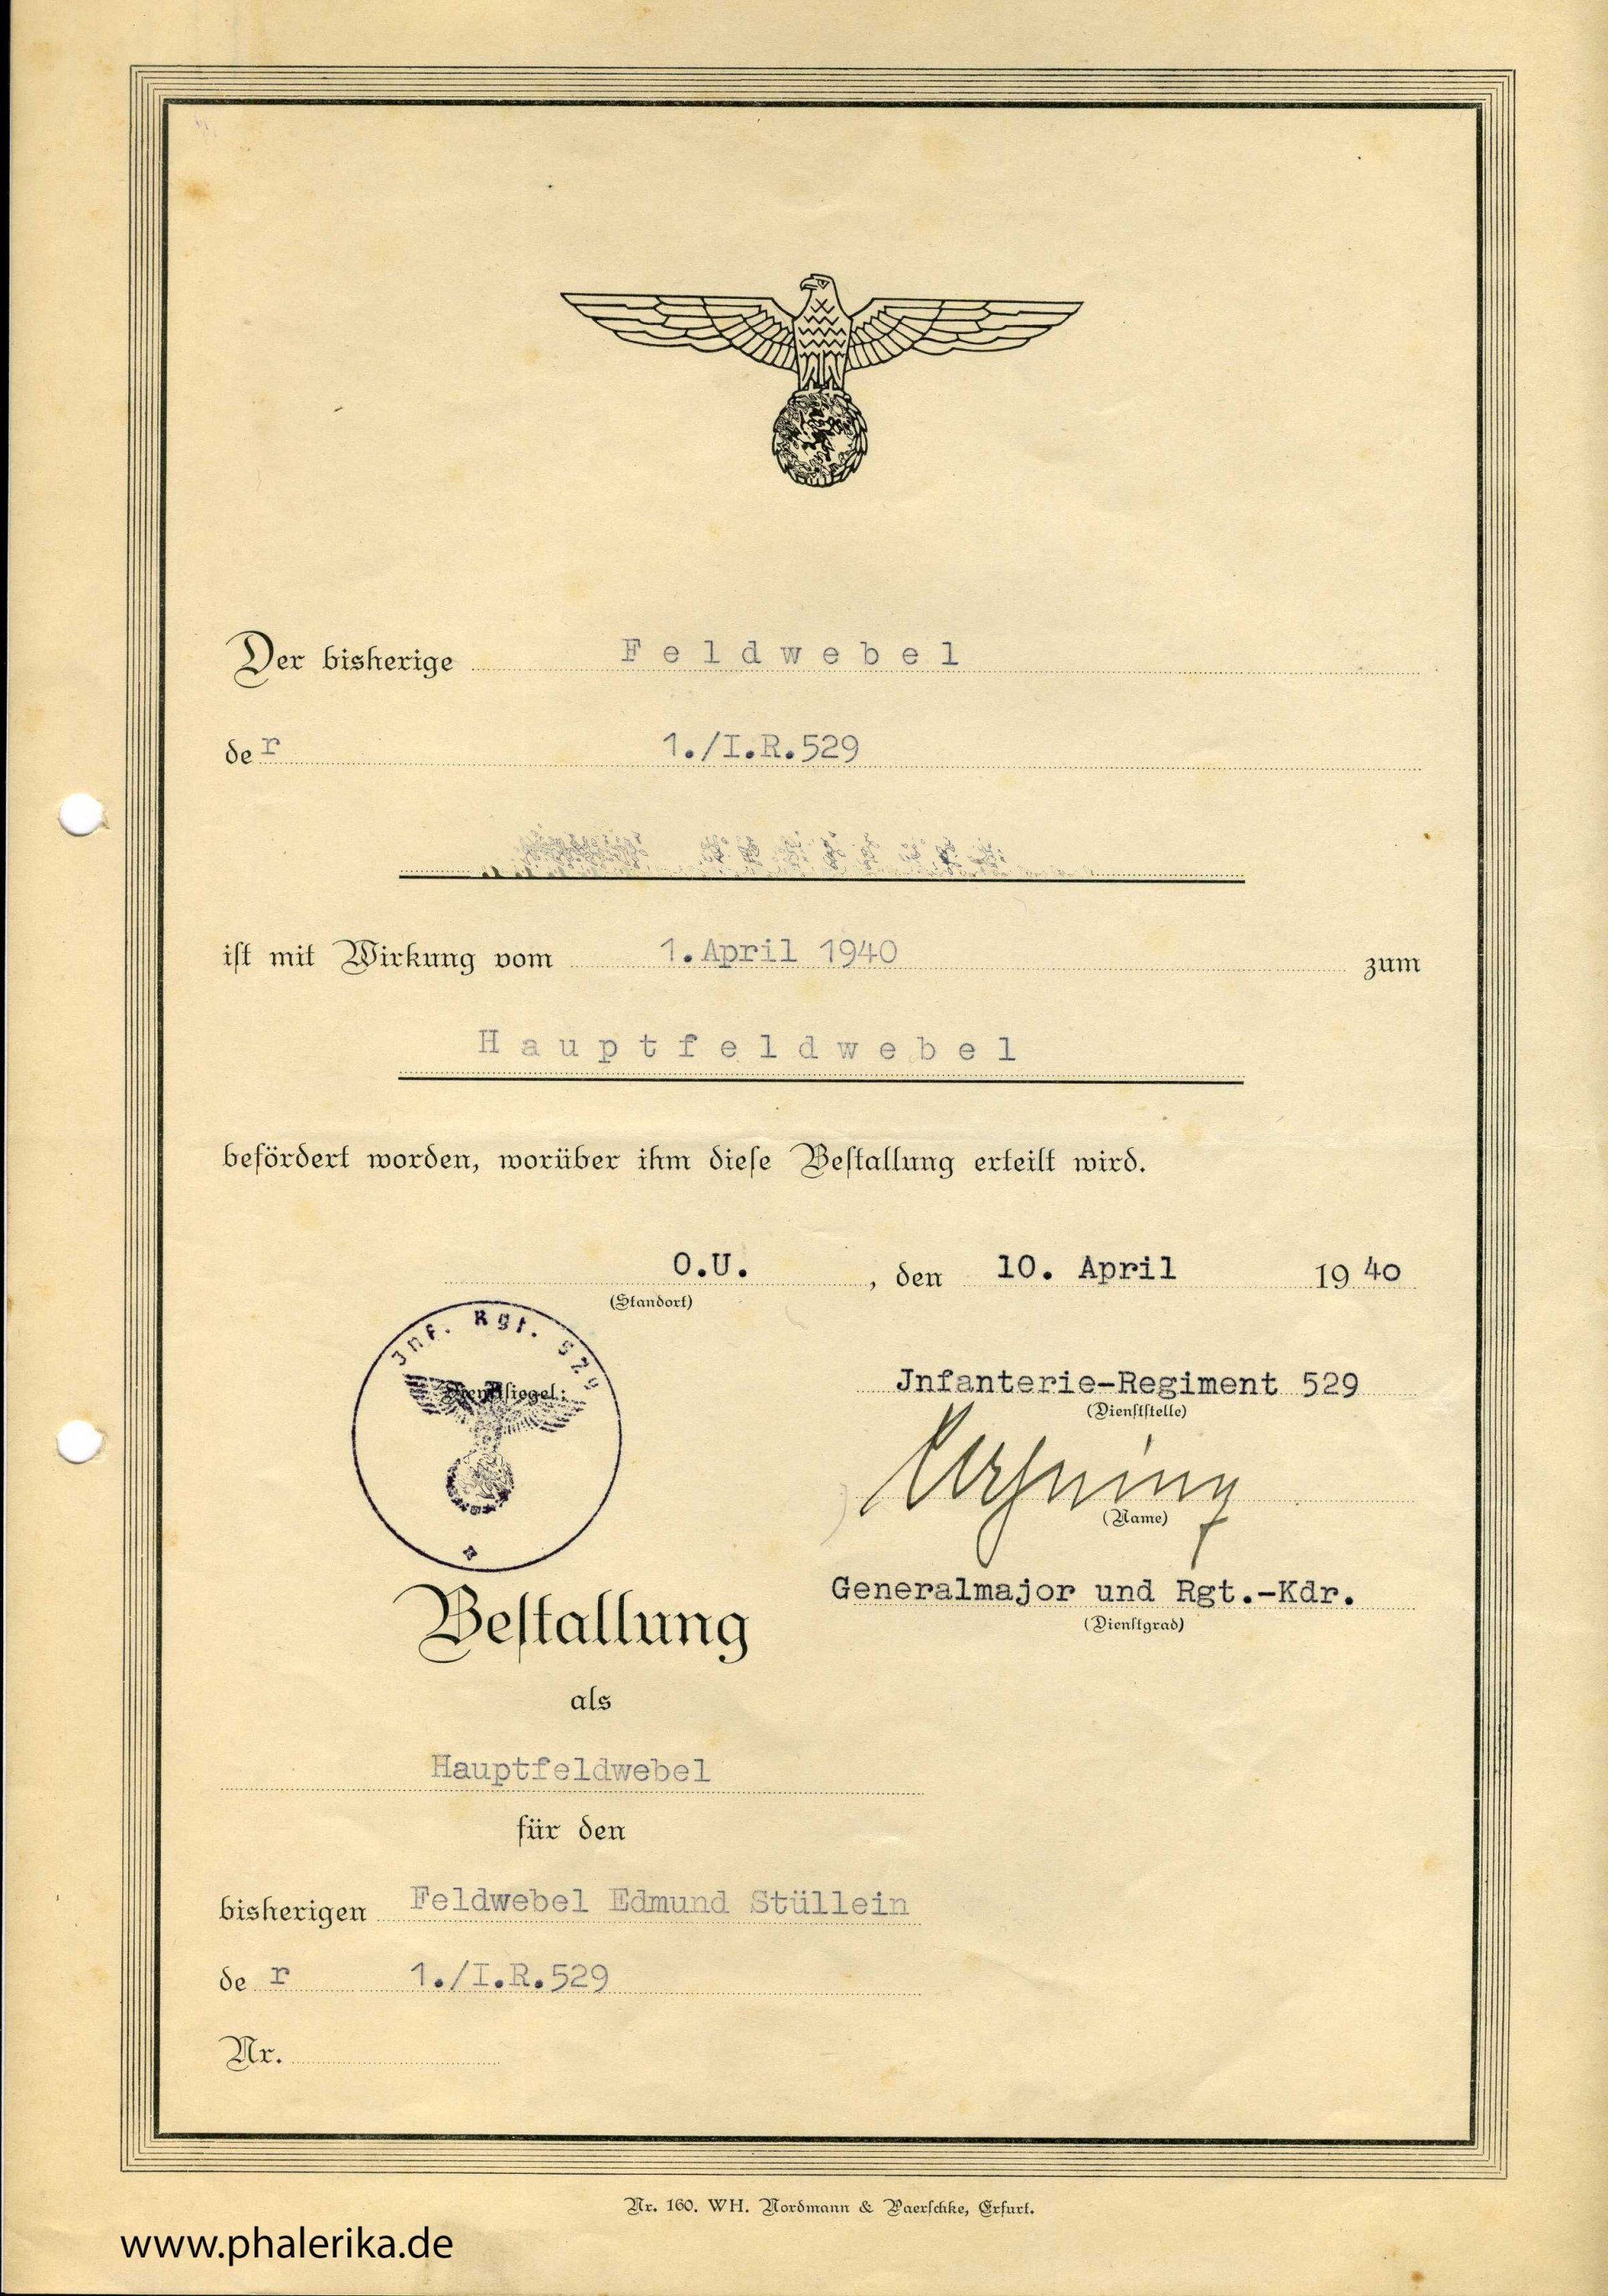 Der bisherige Feldwebel
der 1./I.R.529
ist mit Wirkung vom 1.April 1940 zum
Hauptfeldwebel
befördert worden, worüber ihm diese Bestallung erteilt wird.
O.U. , den 10. April 1940
(Standort)
Inf. Rgt. 529
Dienstsiegel:
Jnfanterie-Regiment 529
(Dienststelle)
(Name)
Generalmajor und Rgt.-Kdr.
(Dienstgrad)
Bestallung
als
Hauptfeldwebel
für den
bisherigen Feldwebel Edmund Stüllein
der 1./I.R.529
Nr.
Nr. 160. WH. Nordmann & Paerschke, Erfurt.
www.phalerika.de